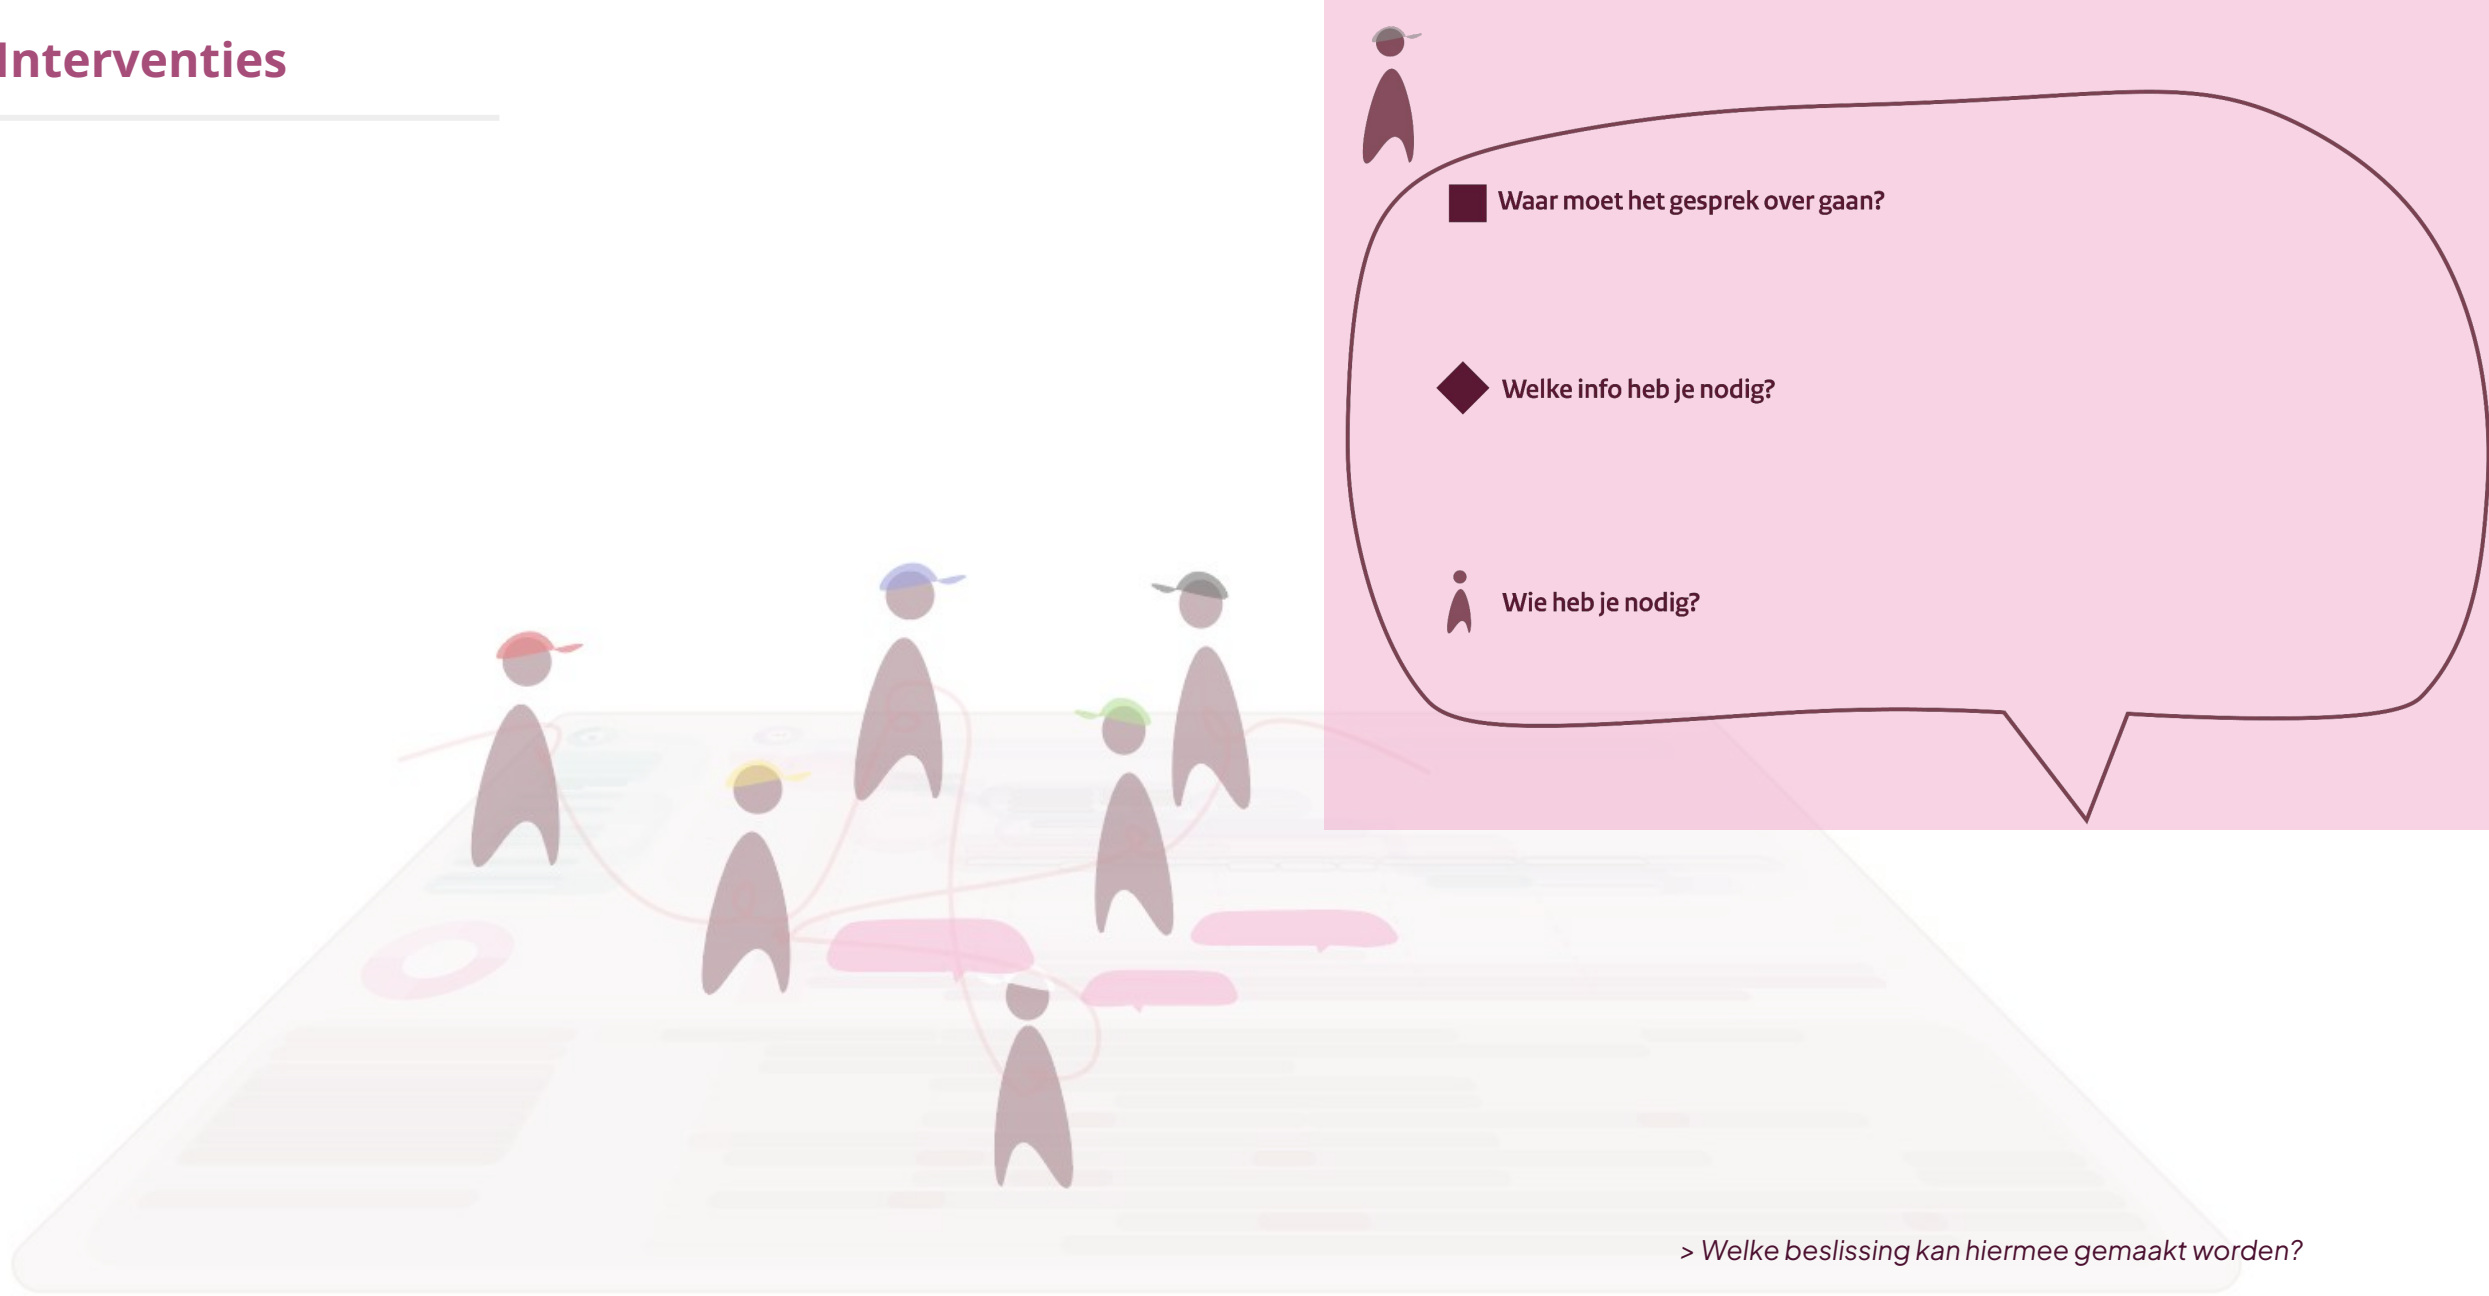 Interventies
Waar moet het gesprek over gaan?
Welke info heb je nodig?
Wie heb je nodig?
> Welke beslissing kan hiermee gemaakt worden?